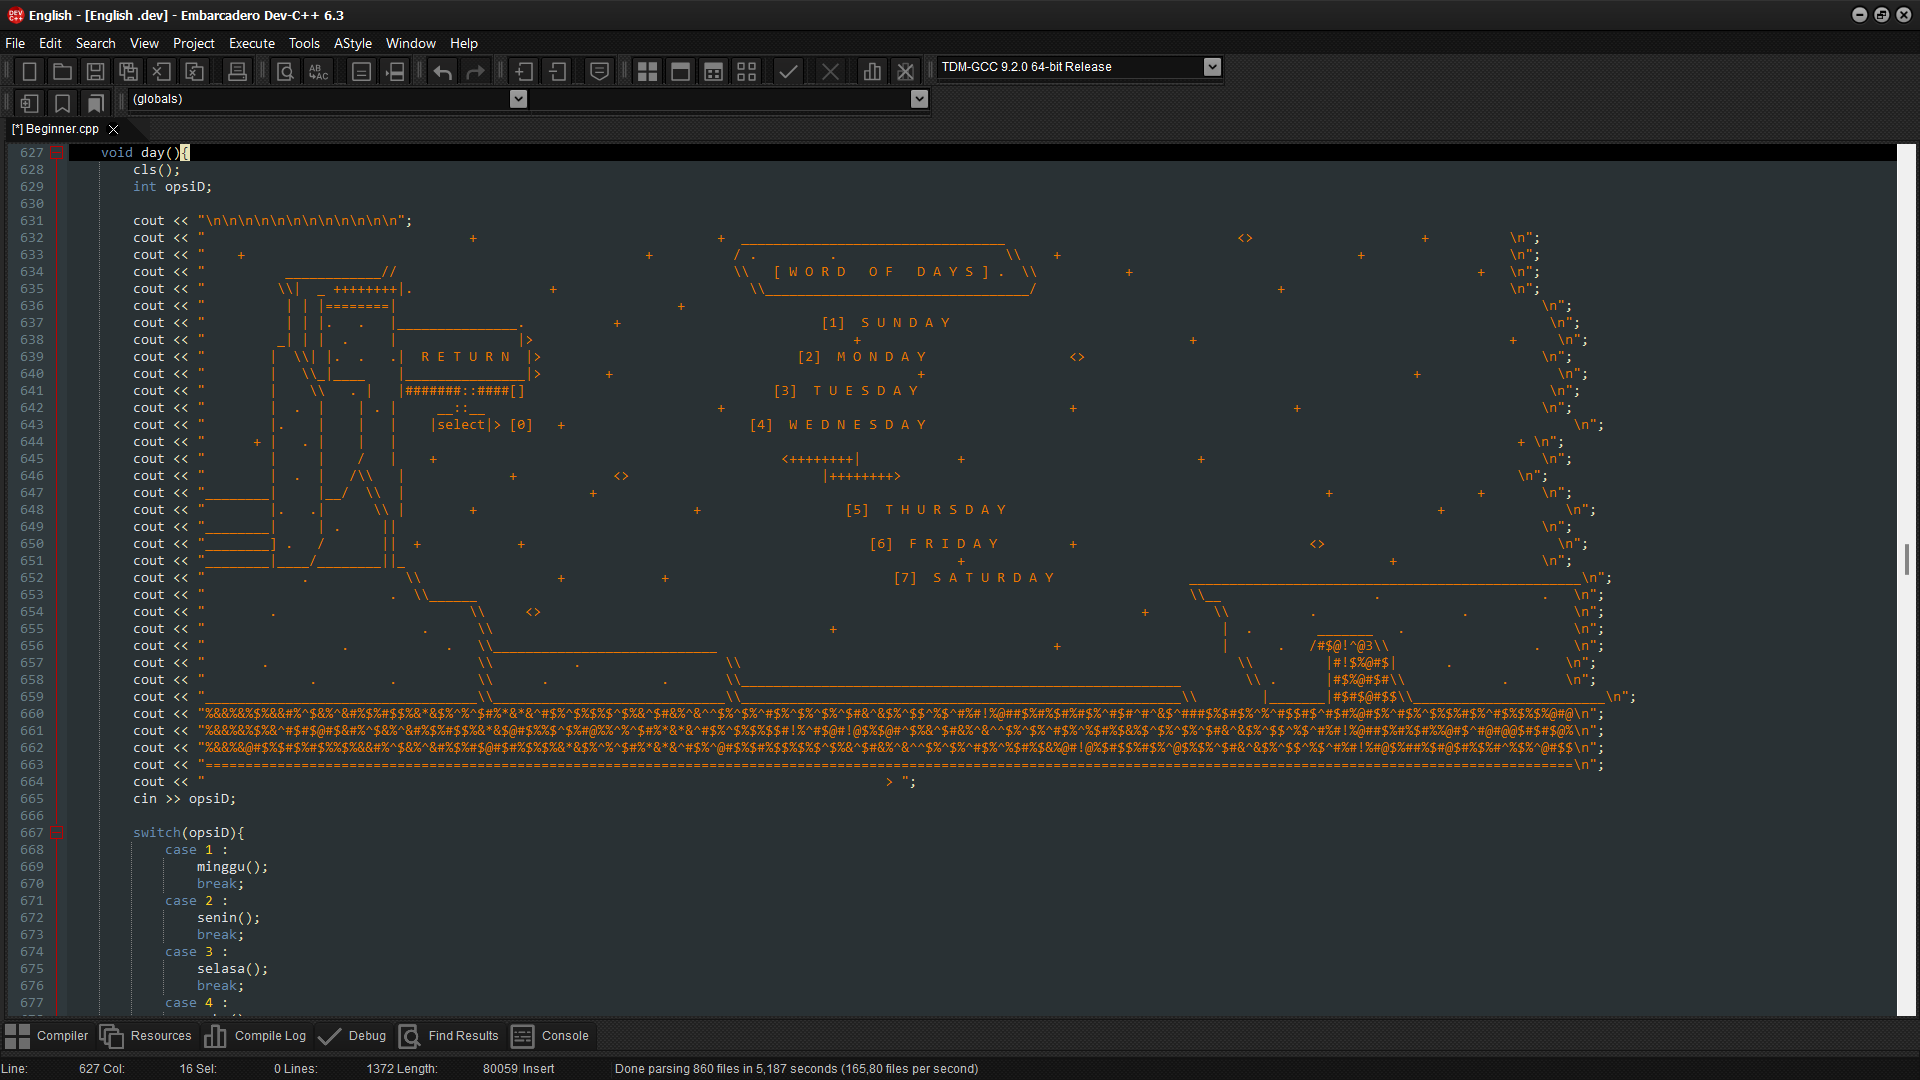 English - [English .dev] - Embarcadero Dev-C++ 6.3
File Edit Search View Project Execute Tools AStyle Window Help
TDM-GCC 9.2.0 64-bit Release
(globals)
[*] Beginner.cpp
627 void day(){
628 cls();
629 int opsiD;
630
631 cout << "\n\n\n\n\n\n\n\n\n\n\n\n";
632 cout << " + + _________________________________ <> + \n";
633 cout << " + + / . . \\ + + \n";
634 cout << " ____________// \\ [ W O R D O F D A Y S ] . \\ + + \n";
635 cout << " \\| _ ++++++++|. + \\_________________________________/ + \n";
636 cout << " | | |========| + \n";
637 cout << " | | |. . |_______________. + [1] S U N D A Y \n";
638 cout << " _| | | . | |> + + + \n";
639 cout << " | \\| |. . .| R E T U R N |> [2] M O N D A Y <> \n";
640 cout << " | \\_|____ |_______________|> + + + \n";
641 cout << " | \\ . | |#######::####[] [3] T U E S D A Y \n";
642 cout << " | . | | . | __::__ + + + \n";
643 cout << " |. | | | |select|> [0] + [4] W E D N E S D A Y \n";
644 cout << " + | . | | | + \n";
645 cout << " | | / | + <++++++++| + + \n";
646 cout << " | . | /\\ | + <> |++++++++> \n";
647 cout << "________| |__/ \\ | + + + \n";
648 cout << " |. .| \\ | + + [5] T H U R S D A Y + \n";
649 cout << "________| | . || \n";
650 cout << "________] . / || + + [6] F R I D A Y + <> \n";
651 cout << "________|____/________||_ + + \n";
652 cout << " . \\ + + [7] S A T U R D A Y _________________________________________________\n";
653 cout << " . \\______ \\__ . . \n";
654 cout << " . \\ <> + \\ . . \n";
655 cout << " . \\ + | . _______ . \n";
656 cout << " . . \\____________________________ + | . /#$@!^@3\\ . \n";
657 cout << " . \\ . \\ \\ |#!$%@#$| . \n";
658 cout << " . . \\ . . \\_______________________________________________________ \\ . |#$%@#$#\\ . \n";
659 cout << "__________________________________\\_____________________________\\_______________________________________________________\\ |_______|#$#$@#$$\\________________________\n";
660 cout << "
661 cout << "
662 cout << "
663 cout << "===========================================================================================================================================================================\n";
664 cout << " > ";
665 cin >> opsiD;
666
667 switch(opsiD){
668 case 1 :
669 minggu();
670 break;
671 case 2 :
672 senin();
673 break;
674 case 3 :
675 selasa();
676 break;
677 case 4 :
Compiler Resources Compile Log Debug Find Results Console
Line: 627 Col: 16 Sel: 0 Lines: 1372 Length: 80059 Insert Done parsing 860 files in 5,187 seconds (165,80 files per second)